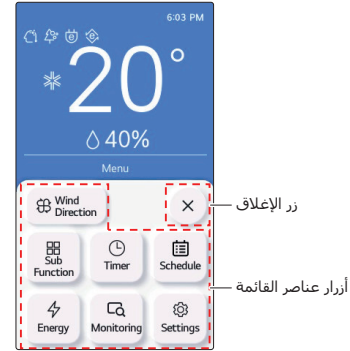 6:03 PM
20°
40%
Menu
Wind
Direction
زر الإغلاق
Sub
Function
Timer
Schedule
أزرار عناصر القائمة
Energy
Monitoring
Settings